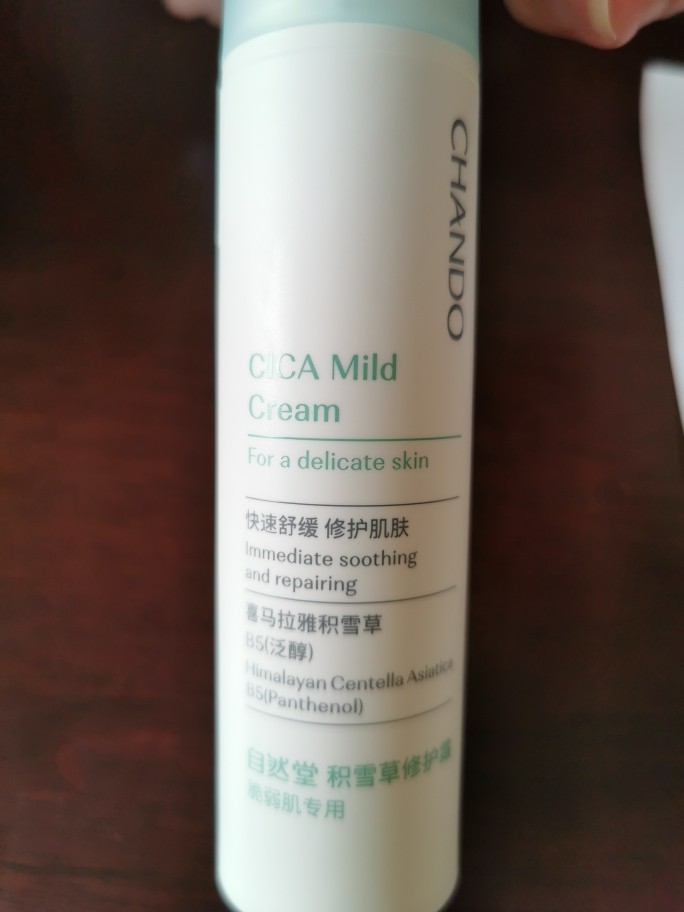 CHANDO
CICA Mild
Cream
For a delicate skin
快速舒缓 修护肌肤
Immediate soothing
and repairing
喜马拉雅积雪草
B5(泛醇)
Himalayan Centella Asiatica
B5(Panthenol)
自然堂 积雪草修护霜
脆弱肌专用